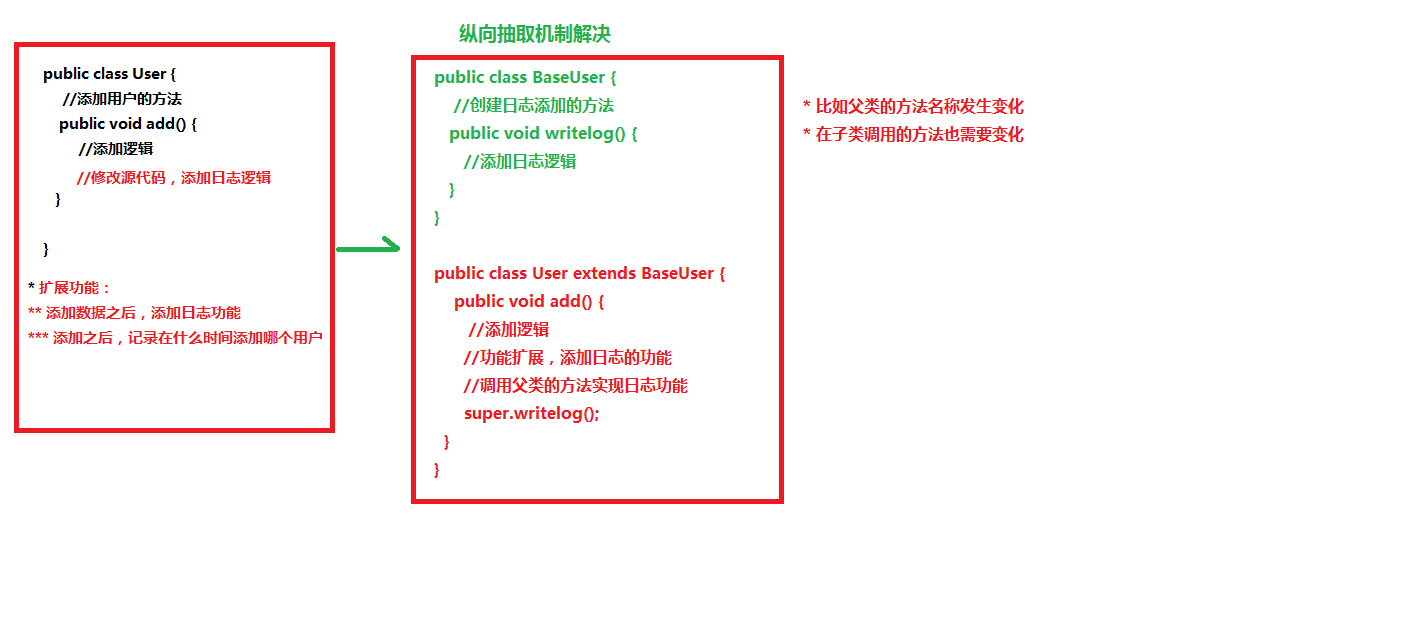 纵向抽取机制解决
public class User {
//添加用户的方法
public void add() {
//添加逻辑
//修改源代码，添加日志逻辑
}
}
* 扩展功能：
** 添加数据之后，添加日志功能
*** 添加之后，记录在什么时间添加哪个用户
public class BaseUser {
//创建日志添加的方法
public void writelog() {
//添加日志逻辑
}
}
public class User extends BaseUser {
public void add() {
//添加逻辑
//功能扩展，添加日志的功能
//调用父类的方法实现日志功能
super.writelog();
}
}
* 比如父类的方法名称发生变化
* 在子类调用的方法也需要变化